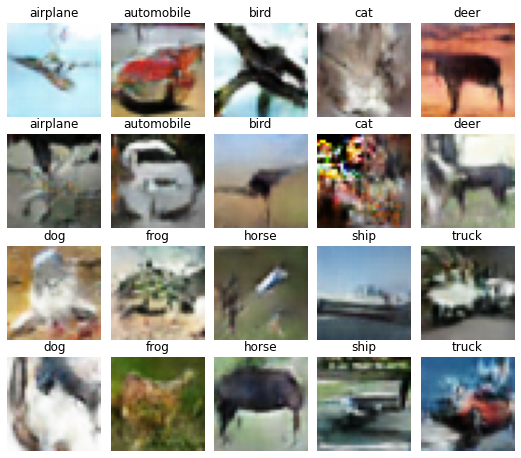 airplane automobile bird cat deer
airplane automobile bird cat deer
dog frog horse ship truck
dog frog horse ship truck